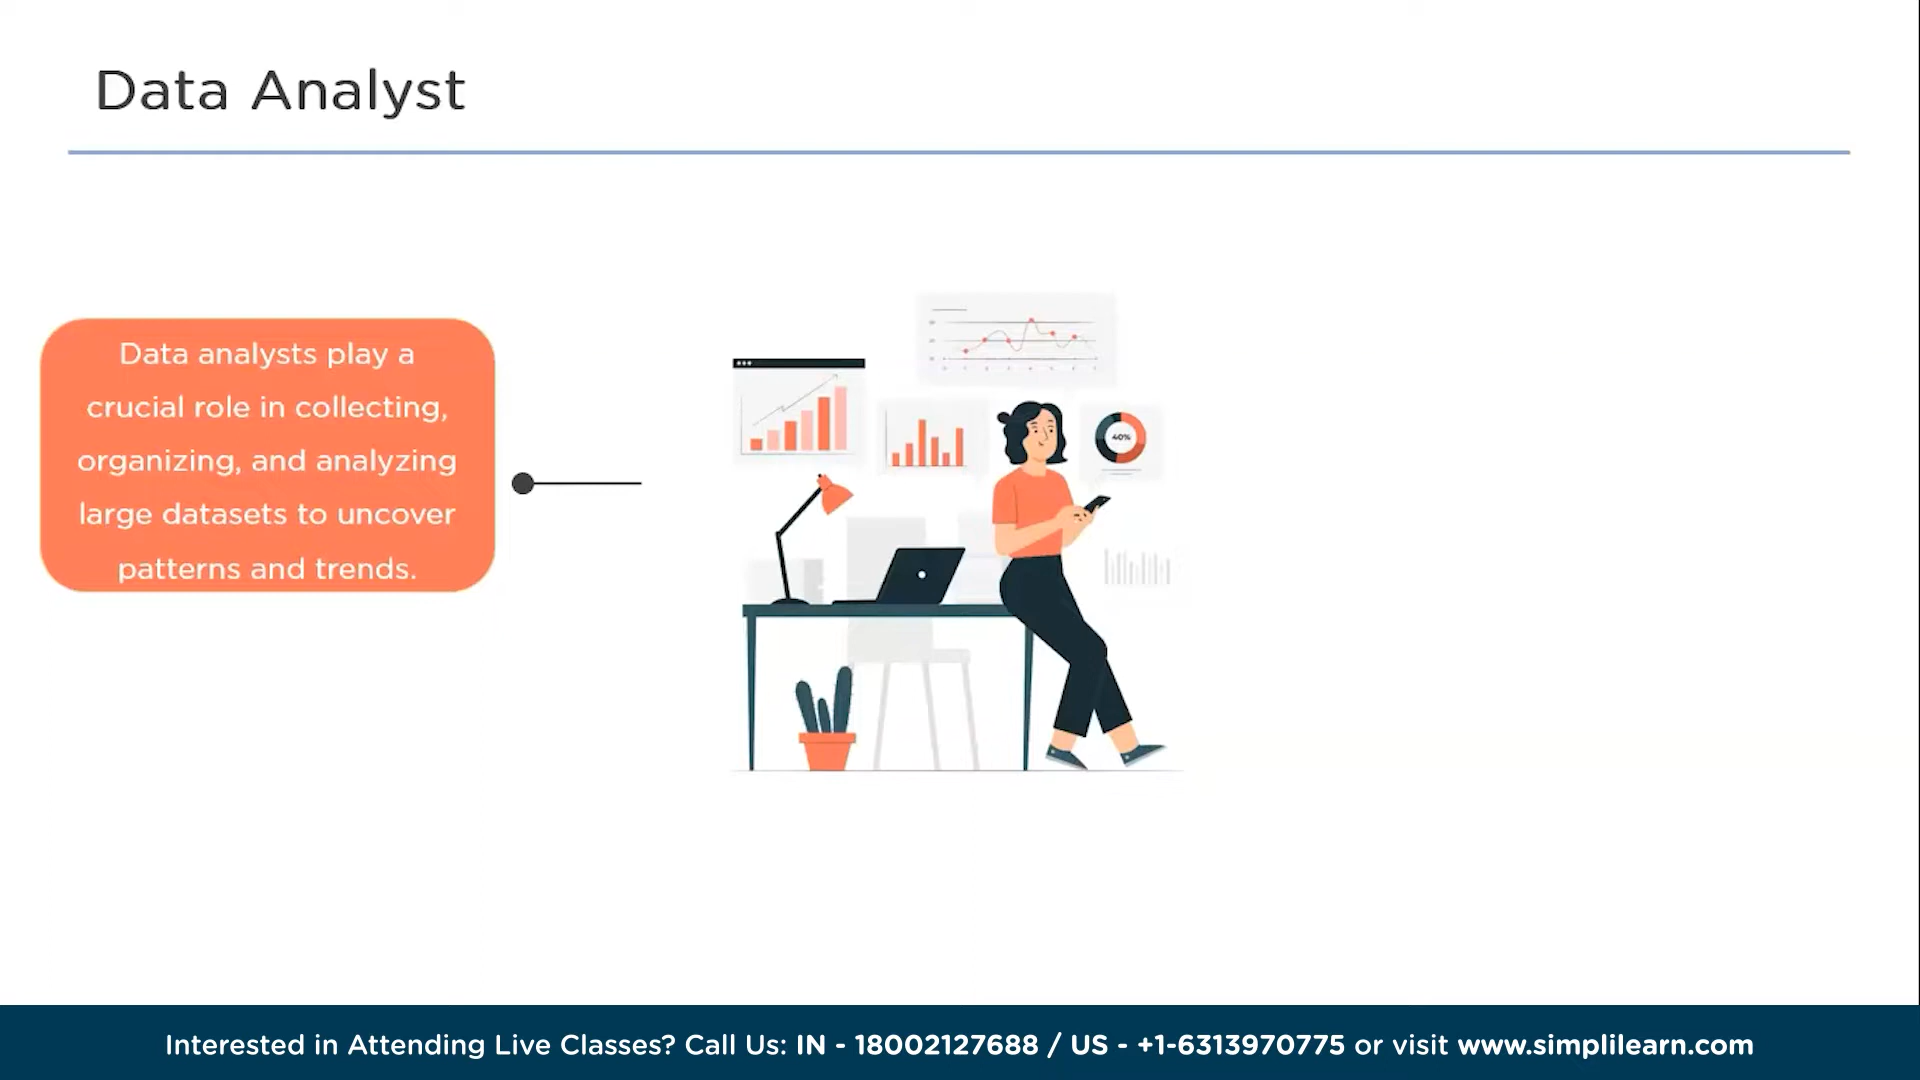 Data Analyst
Data analysts play a
crucial role in collecting,
organizing, and analyzing
large datasets to uncover
patterns and trends.
40%
Interested in Attending Live Classes? Call Us: IN - 18002127688 / US - +1-6313970775 or visit www.simplilearn.com